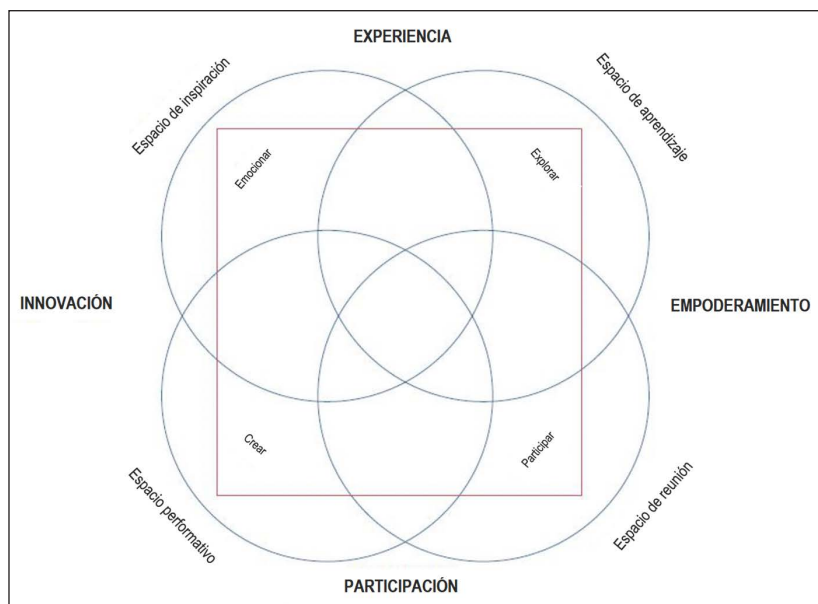 EXPERIENCIA
Espacio de inspiración
Espacio de aprendizaje
Emocionar
Explorar
INNOVACIÓN
EMPODERAMIENTO
Crear
Participar
Espacio performativo
Espacio de reunión
PARTICIPACIÓN